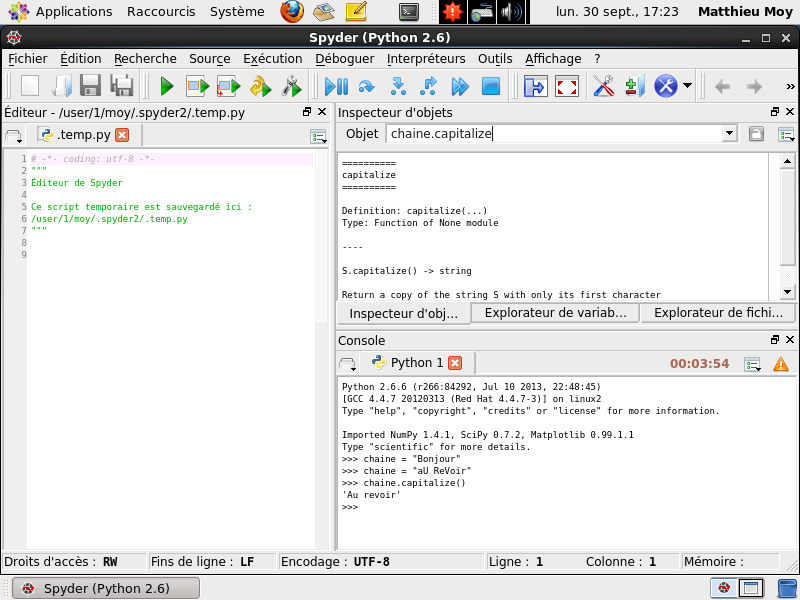 Applications Raccourcis Système lun. 30 sept., 17:23 Matthieu Moy
Spyder (Python 2.6)
Fichier Édition Recherche Source Exécution Déboguer Interpréteurs Outils Affichage ?
Éditeur - /user/1/moy/.spyder2/.temp.py
.temp.py
1 # -*- coding: utf-8 -*-
2 """
3 Éditeur de Spyder
4
5 Ce script temporaire est sauvegardé ici :
6 /user/1/moy/.spyder2/.temp.py
7 """
8
9
Inspecteur d'objets
Objet chaine.capitalize
==========
capitalize
==========
Definition: capitalize(...)
Type: Function of None module
----
S.capitalize() -> string
Return a copy of the string S with only its first character
Inspecteur d'obj... Explorateur de variab... Explorateur de fichi...
Console
Python 1 00:03:54
Python 2.6.6 (r266:84292, Jul 10 2013, 22:48:45)
[GCC 4.4.7 20120313 (Red Hat 4.4.7-3)] on linux2
Type "help", "copyright", "credits" or "license" for more information.
Imported NumPy 1.4.1, SciPy 0.7.2, Matplotlib 0.99.1.1
Type "scientific" for more details.
>>> chaine = "Bonjour"
>>> chaine = "aU ReVoir"
>>> chaine.capitalize()
'Au revoir'
>>>
Droits d'accès : RW Fins de ligne : LF Encodage : UTF-8 Ligne : 1 Colonne : 1 Mémoire :
Spyder (Python 2.6)